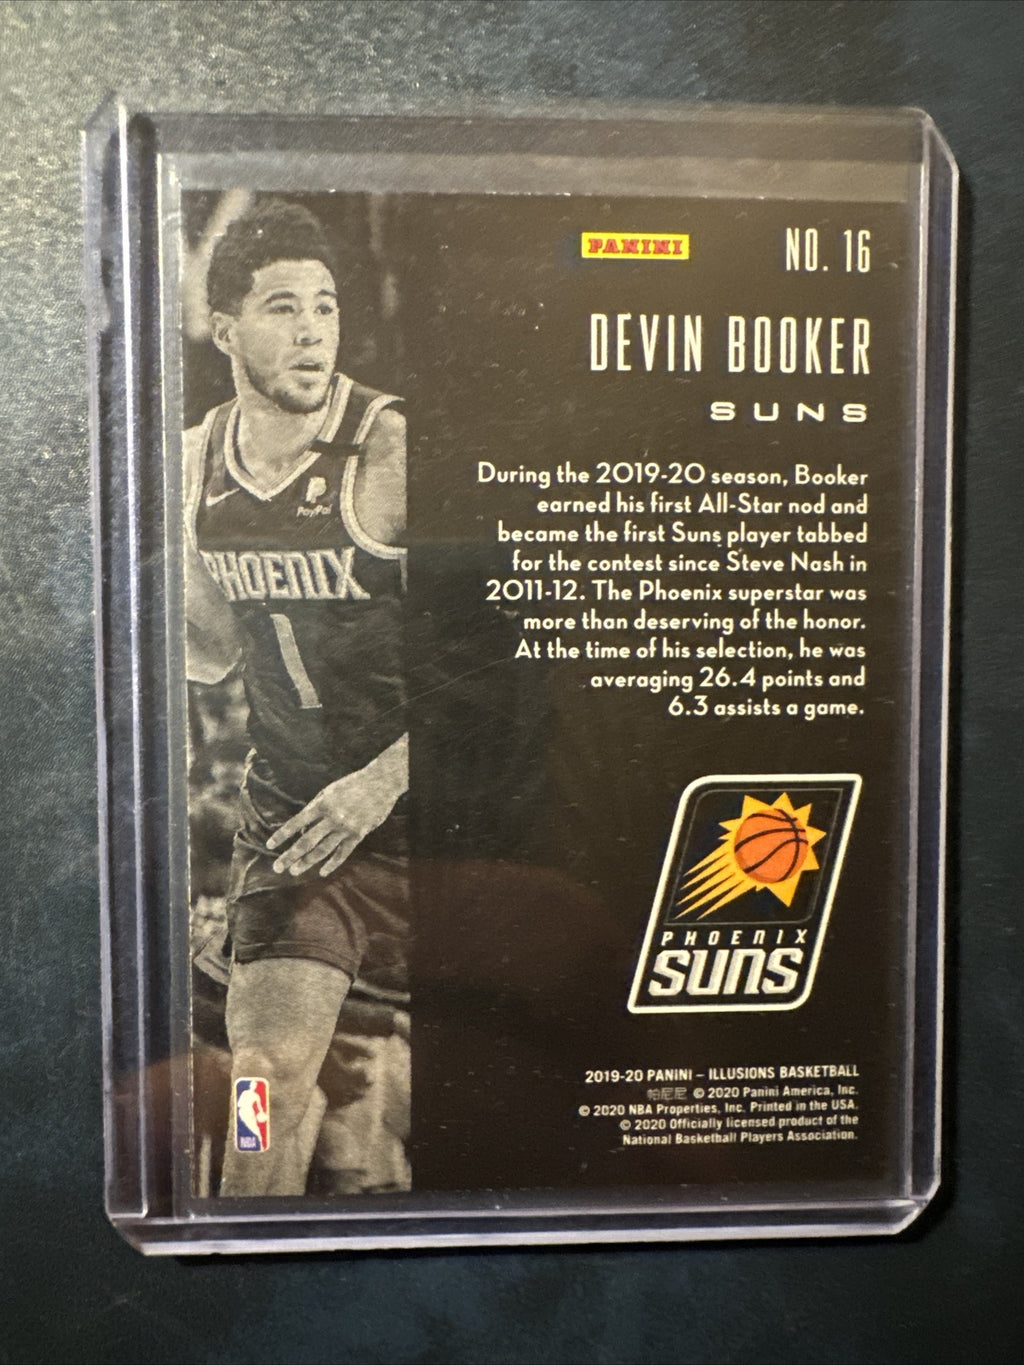 PANINI
NO. 16
DEVIN BOOKER
SUNS
During the 2019-20 season, Booker
earned his first All-Star nod and
became the first Suns player tabbed
for the contest since Steve Nash in
2011-12. The Phoenix superstar was
more than deserving of the honor.
At the time of his selection, he was
averaging 26.4 points and
6.3 assists a game.
P
PayPal
PHOENIX
1
PHOENIX
SUNS
2019-20 PANINI – ILLUSIONS BASKETBALL
帕尼尼 © 2020 Panini America, Inc.
© 2020 NBA Properties, Inc. Printed in the USA.
© 2020 Officially licensed product of the
National Basketball Players Association.
NBA